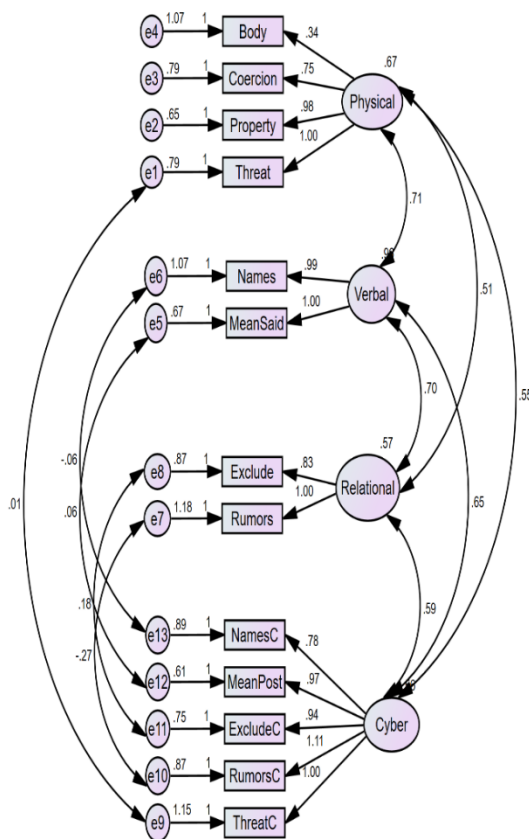 e4 1.07 1 Body
.34 .67
e3 .79 1 Coercion .75
Physical
e2 .65 1 Property .98
1.00
e1 .79 1 Threat
.71
e6 1.07 1 Names .99
Verbal
e5 .67 1 MeanSaid 1.00
.51
.70
.55
.57
e8 .87 1 Exclude .83
Relational
e7 1.18 1 Rumors 1.00
-.06
.06
.01
.65
.59
.18
-.27
e13 .89 1 NamesC .78
e12 .61 1 MeanPost .97
Cyber
e11 .75 1 ExcludeC .94
1.11
e10 .87 1 RumorsC 1.00
e9 1.15 1 ThreatC